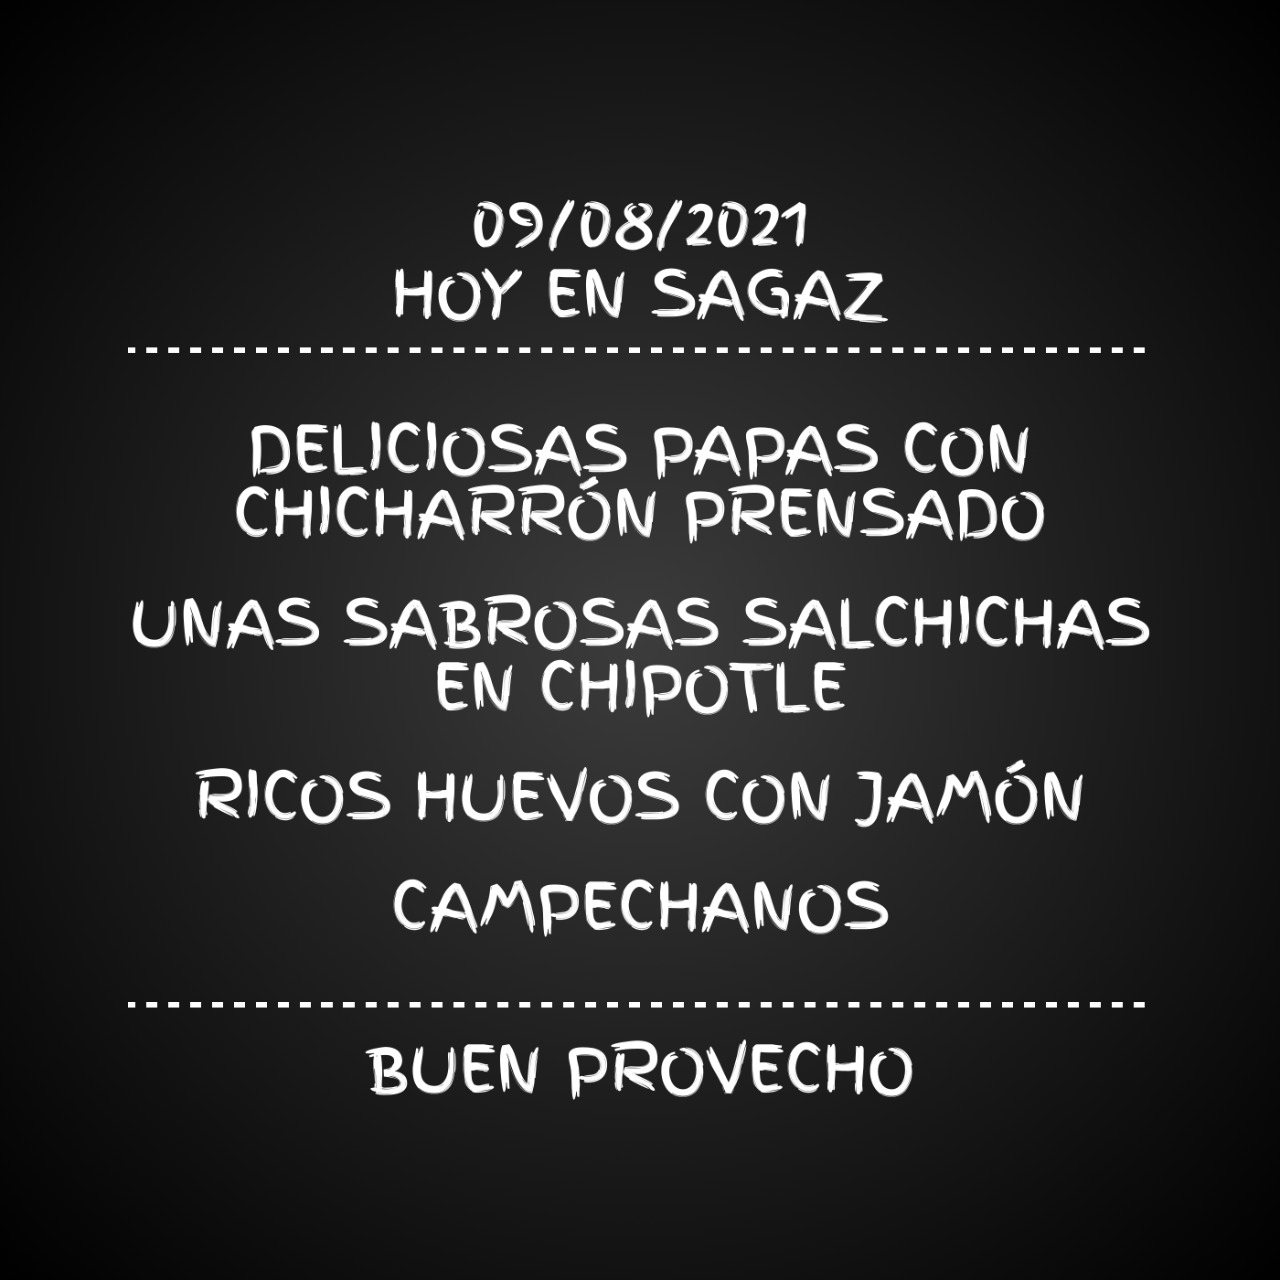 09/08/2021
HOY EN SAGAZ
DELICIOSAS PAPAS CON
CHICHARRÓN PRENSADO
UNAS SABROSAS SALCHICHAS
EN CHIPOTLE
RICOS HUEVOS CON JAMÓN
CAMPECHANOS
BUEN PROVECHO